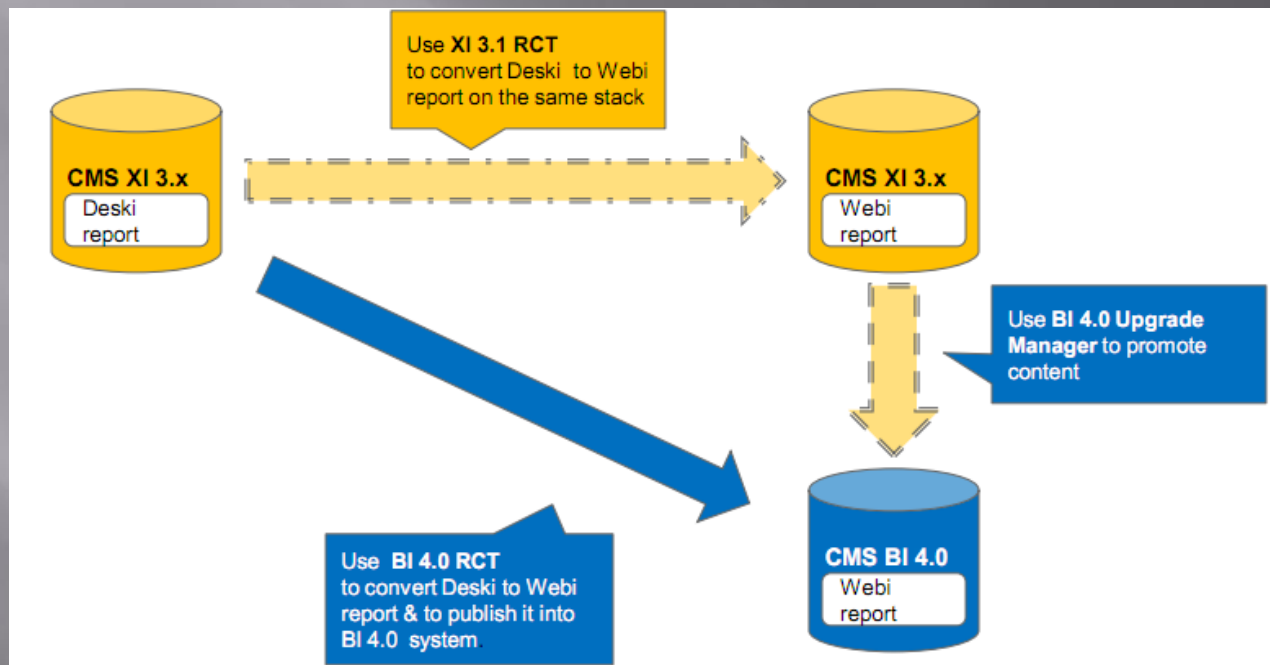 Use XI 3.1 RCT
to convert Deski to Webi
report on the same stack
CMS XI 3.x
Deski
report
CMS XI 3.x
Webi
report
Use BI 4.0 Upgrade
Manager to promote
content
Use BI 4.0 RCT
to convert Deski to Webi
report & to publish it into
BI 4.0 system.
CMS BI 4.0
Webi
report